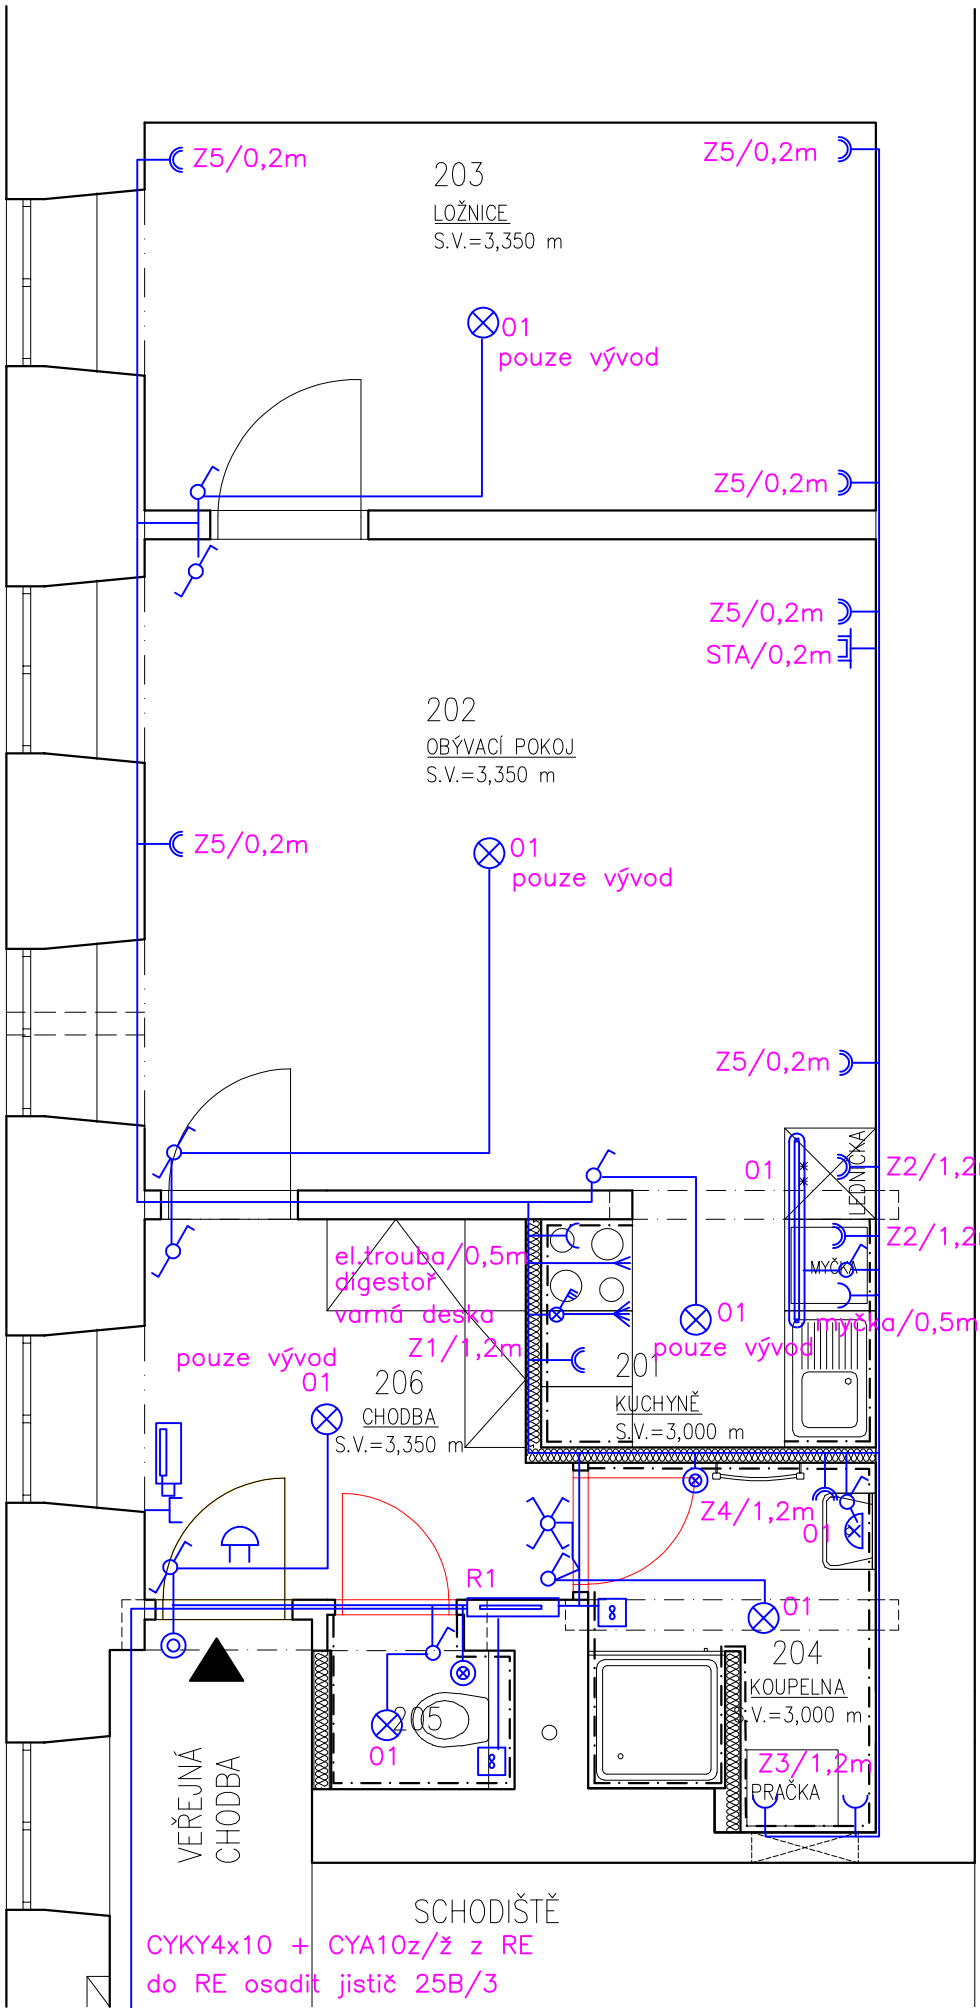 Z5/0,2m
Z5/0,2m
203
LOŽNICE
S.V.=3,350 m
01
pouze vývod
Z5/0,2m
Z5/0,2m
STA/0,2m
202
OBÝVACÍ POKOJ
S.V.=3,350 m
Z5/0,2m
01
pouze vývod
Z5/0,2m
01
LEDNIČKA
Z2/1,2
Z2/1,2
el.trouba/0,5m
digestoř
varná deska
Z1/1,2m
MYČKA
myčka/0,5m
01
pouze vývod
pouze vývod
01
206
CHODBA
S.V.=3,350 m
201
KUCHYNĚ
S.V.=3,000 m
Z4/1,2m
01
R1
01
204
KOUPELNA
S.V.=3,000 m
205
01
Z3/1,2m
PRAČKA
VEŘEJNÁ
CHODBA
SCHODIŠTĚ
CYKY4x10 + CYA10z/ž z RE
do RE osadit jistič 25B/3